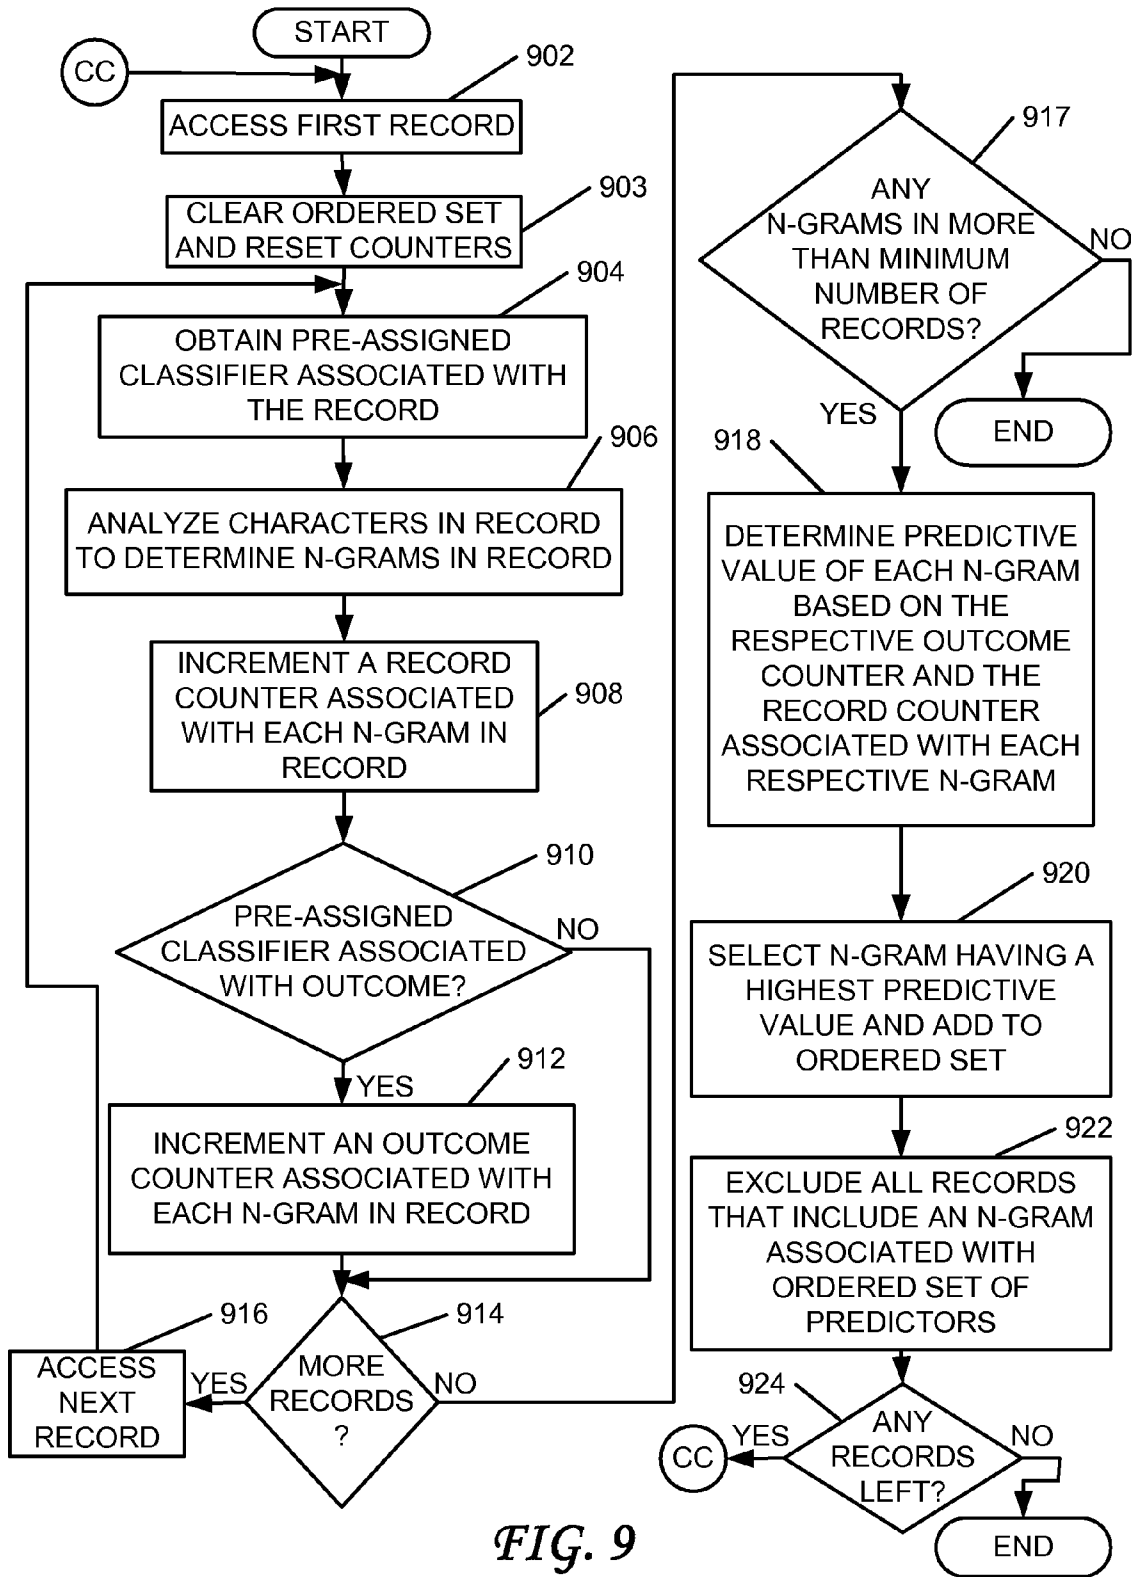 START
CC
902
ACCESS FIRST RECORD
903
CLEAR ORDERED SET
AND RESET COUNTERS
904
OBTAIN PRE-ASSIGNED
CLASSIFIER ASSOCIATED WITH
THE RECORD
906
ANALYZE CHARACTERS IN RECORD
TO DETERMINE N-GRAMS IN RECORD
INCREMENT A RECORD
COUNTER ASSOCIATED
WITH EACH N-GRAM IN
RECORD
908
910
PRE-ASSIGNED
CLASSIFIER ASSOCIATED
WITH OUTCOME?
NO
YES
912
INCREMENT AN OUTCOME
COUNTER ASSOCIATED WITH
EACH N-GRAM IN RECORD
914
MORE
RECORDS
?
YES
NO
916
ACCESS
NEXT
RECORD
917
ANY
N-GRAMS IN MORE
THAN MINIMUM
NUMBER OF
RECORDS?
NO
END
YES
918
DETERMINE PREDICTIVE
VALUE OF EACH N-GRAM
BASED ON THE
RESPECTIVE OUTCOME
COUNTER AND THE
RECORD COUNTER
ASSOCIATED WITH EACH
RESPECTIVE N-GRAM
920
SELECT N-GRAM HAVING A
HIGHEST PREDICTIVE
VALUE AND ADD TO
ORDERED SET
922
EXCLUDE ALL RECORDS
THAT INCLUDE AN N-GRAM
ASSOCIATED WITH
ORDERED SET OF
PREDICTORS
924
ANY
RECORDS
LEFT?
YES
CC
NO
END
FIG. 9